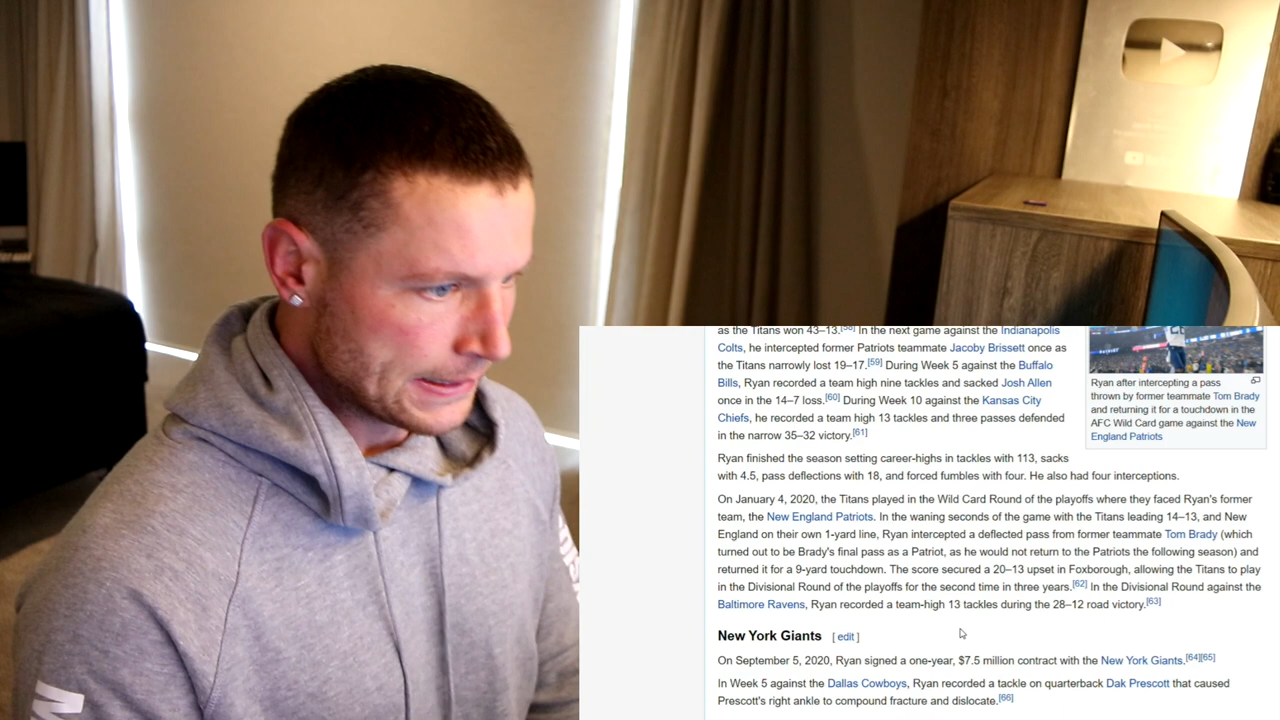 as the Titans won 43–13.[58] In the next game against the Indianapolis
Colts, he intercepted former Patriots teammate Jacoby Brissett once as
the Titans narrowly lost 19–17.[59] During Week 5 against the Buffalo
Bills, Ryan recorded a team high nine tackles and sacked Josh Allen
once in the 14–7 loss.[60] During Week 10 against the Kansas City
Chiefs, he recorded a team high 13 tackles and three passes defended
in the narrow 35–32 victory.[61]
Ryan after intercepting a pass
thrown by former teammate Tom Brady
and returning it for a touchdown in the
AFC Wild Card game against the New
England Patriots
Ryan finished the season setting career-highs in tackles with 113, sacks
with 4.5, pass deflections with 18, and forced fumbles with four. He also had four interceptions.
On January 4, 2020, the Titans played in the Wild Card Round of the playoffs where they faced Ryan's former
team, the New England Patriots. In the waning seconds of the game with the Titans leading 14–13, and New
England on their own 1-yard line, Ryan intercepted a deflected pass from former teammate Tom Brady (which
turned out to be Brady's final pass as a Patriot, as he would not return to the Patriots the following season) and
returned it for a 9-yard touchdown. The score secured a 20–13 upset in Foxborough, allowing the Titans to play
in the Divisional Round of the playoffs for the second time in three years.[62] In the Divisional Round against the
Baltimore Ravens, Ryan recorded a team-high 13 tackles during the 28–12 road victory.[63]
New York Giants [ edit ]
On September 5, 2020, Ryan signed a one-year, $7.5 million contract with the New York Giants.[64][65]
In Week 5 against the Dallas Cowboys, Ryan recorded a tackle on quarterback Dak Prescott that caused
Prescott's right ankle to compound fracture and dislocate.[66]